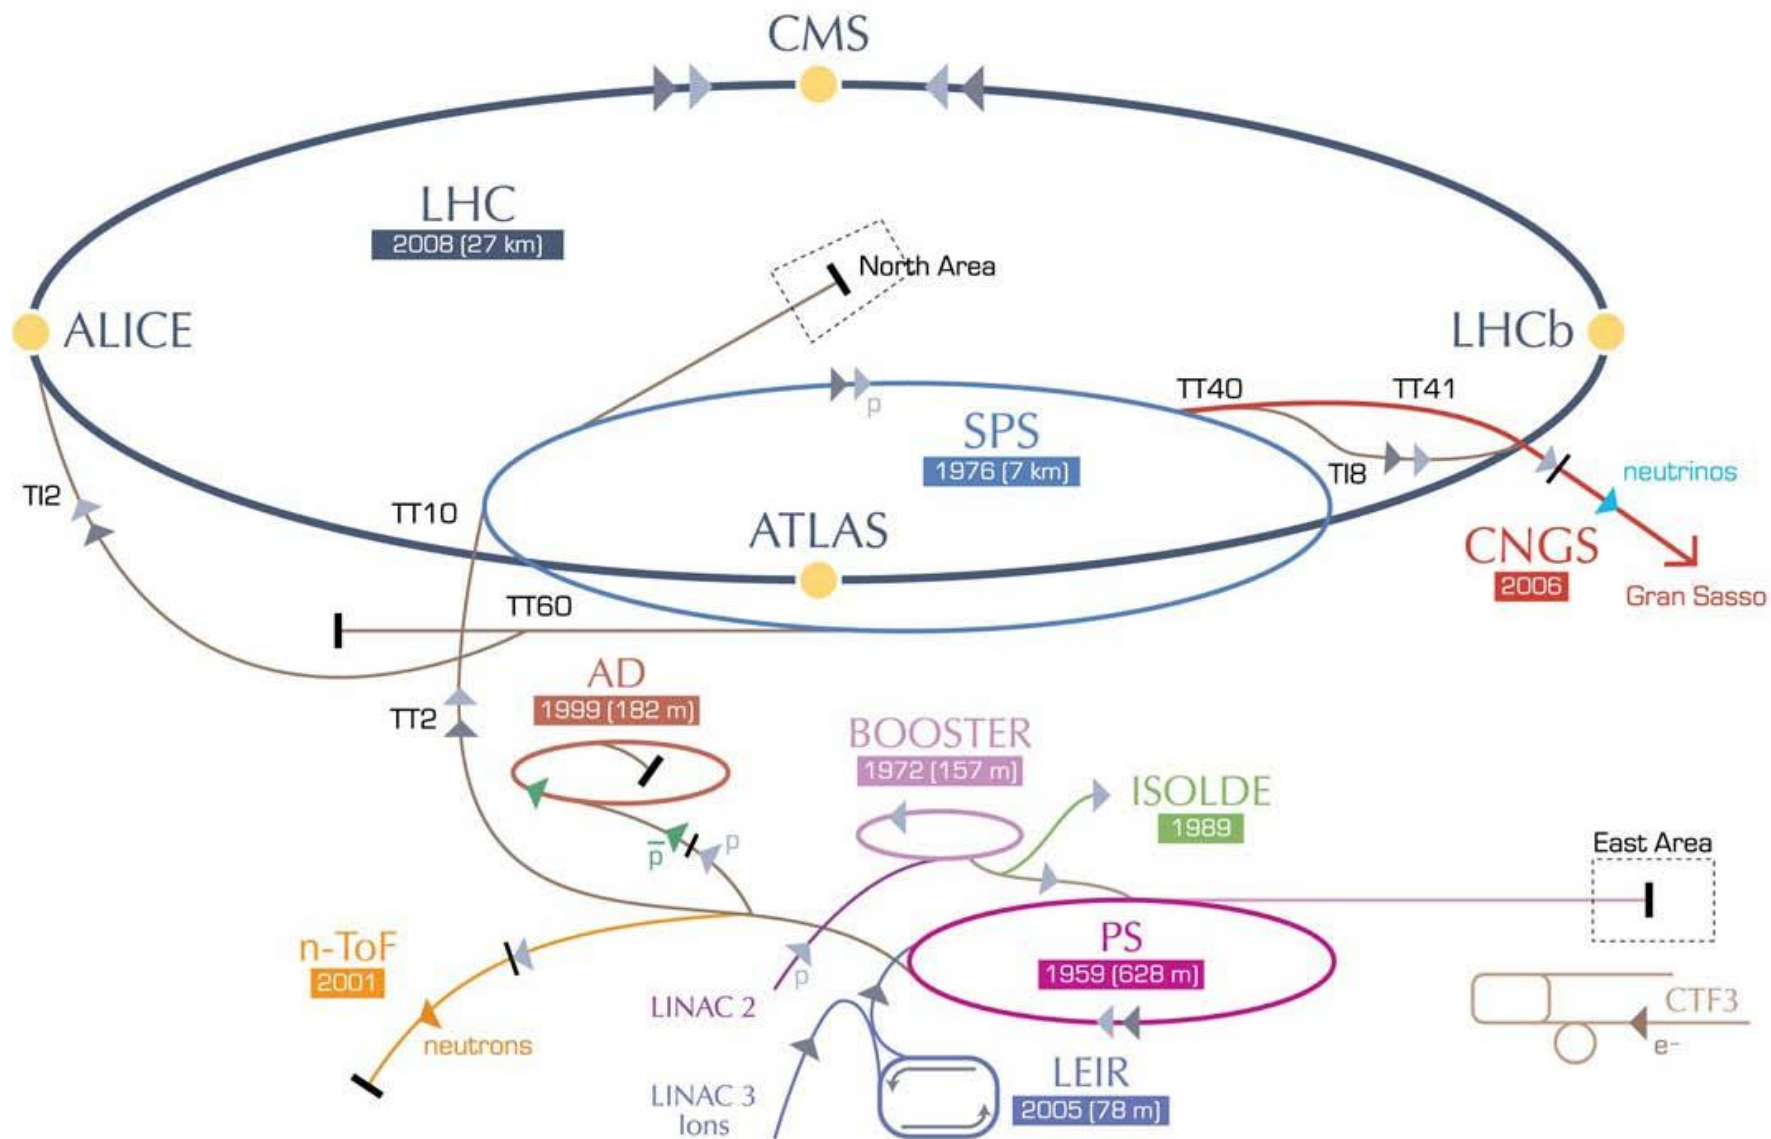 CMS
LHC
2008 (27 km)
North Area
ALICE
LHCb
TT40
TT41
p
SPS
1976 (7 km)
TI8
neutrinos
TI2
TT10
ATLAS
CNGS
2006
Gran Sasso
TT60
AD
1999 (182 m)
TT2
BOOSTER
1972 (157 m)
ISOLDE
1989
p̅
p
East Area
n-ToF
2001
PS
1959 (628 m)
p
LINAC 2
CTF3
e-
neutrons
LEIR
2005 (78 m)
LINAC 3
Ions